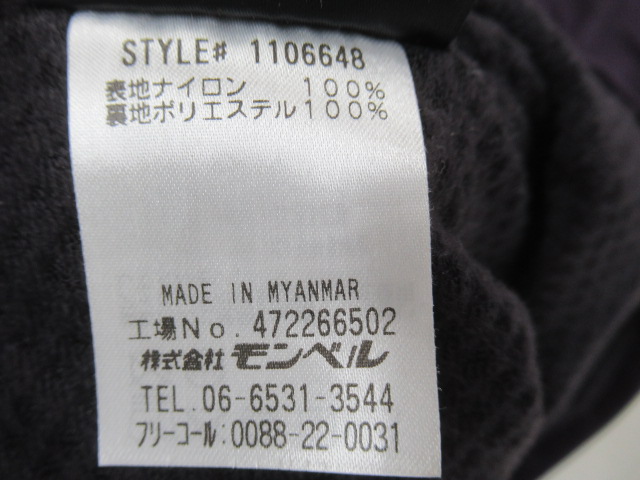 STYLE# 1106648
表地ナイロン 100%
裏地ポリエステル100%
MADE IN MYANMAR
工場No.472266502
株式会社モンベル
TEL.06-6531-3544
フリーコール:0088-22-0031